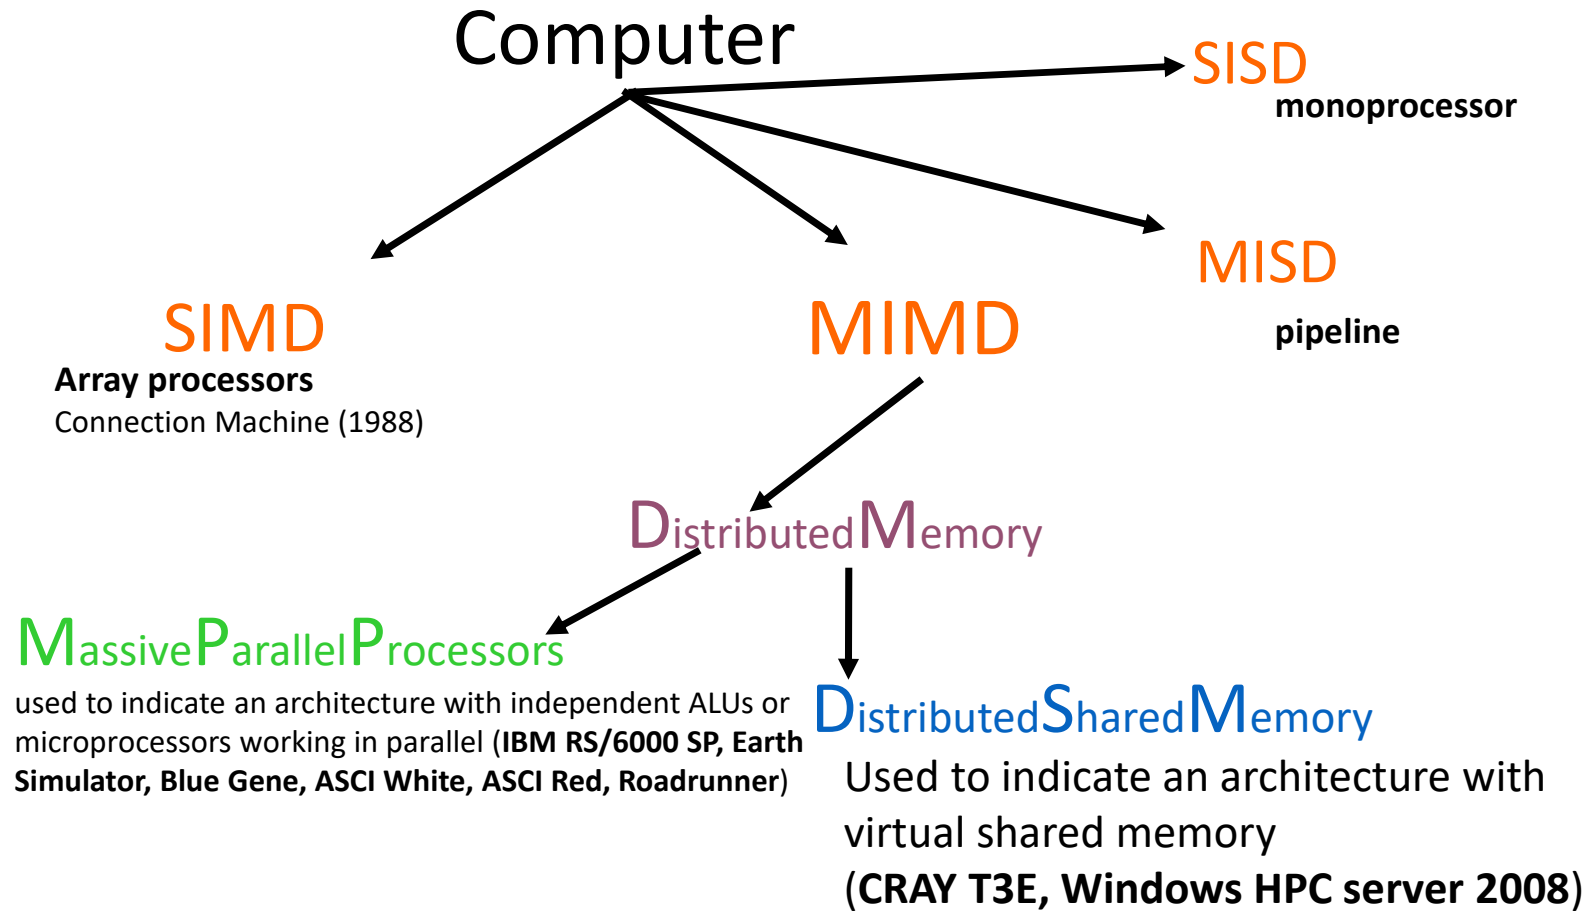 Computer
SISD
monoprocessor
MISD
pipeline
SIMD
Array processors
Connection Machine (1988)
MIMD
DistributedMemory
MassiveParallelProcessors
used to indicate an architecture with independent ALUs or
microprocessors working in parallel (IBM RS/6000 SP, Earth
Simulator, Blue Gene, ASCI White, ASCI Red, Roadrunner)
DistributedSharedMemory
Used to indicate an architecture with
virtual shared memory
(CRAY T3E, Windows HPC server 2008)